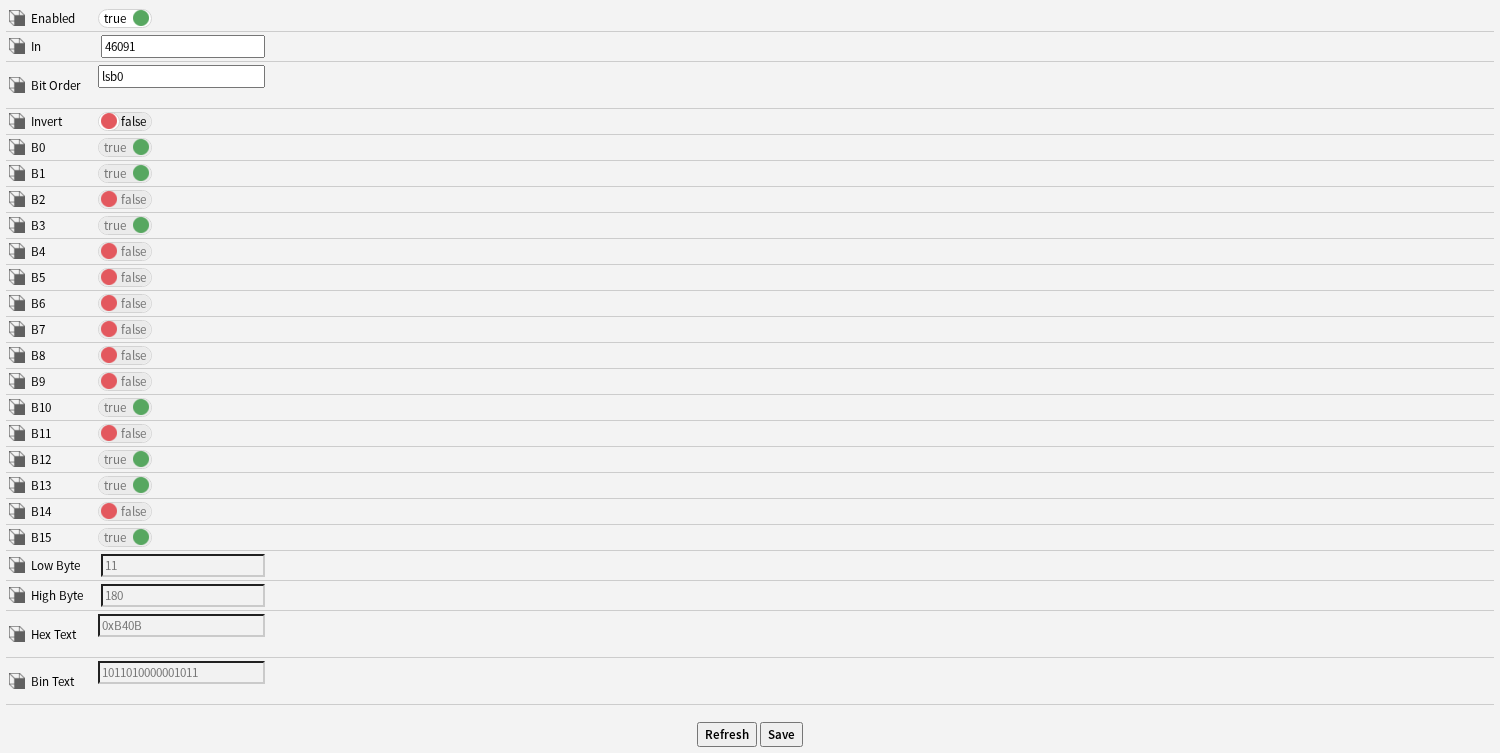 Enabled true
In 46091
Bit Order lsb0
Invert false
B0 true
B1 true
B2 false
B3 true
B4 false
B5 false
B6 false
B7 false
B8 false
B9 false
B10 true
B11 false
B12 true
B13 true
B14 false
B15 true
Low Byte 11
High Byte 180
Hex Text 0xB40B
Bin Text 1011010000001011
Refresh Save